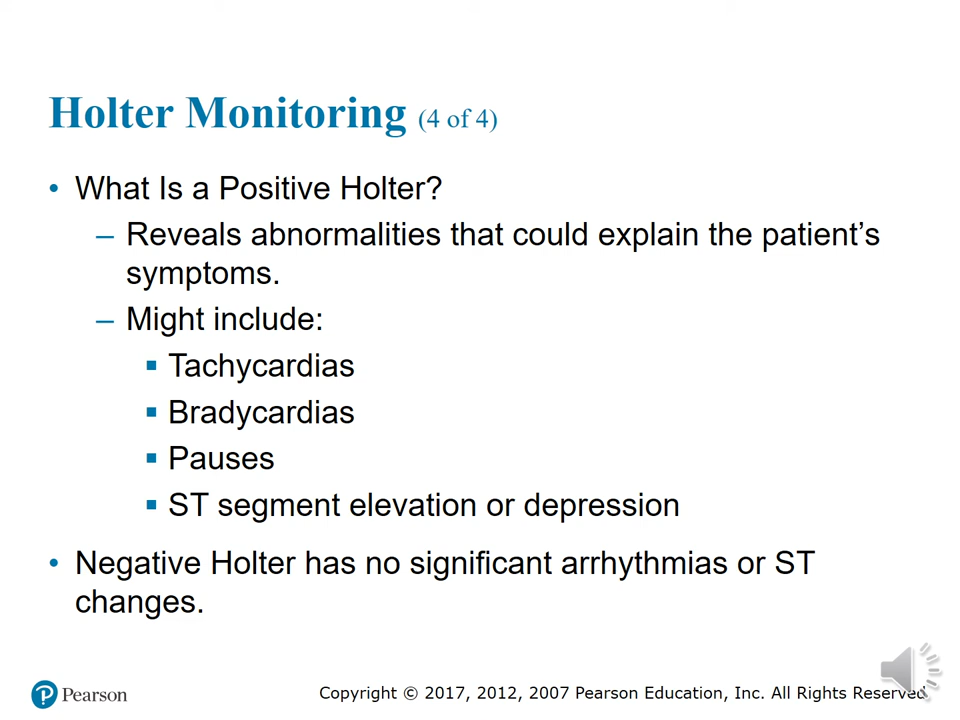 Holter Monitoring (4 of 4)
• What Is a Positive Holter?
– Reveals abnormalities that could explain the patient’s
symptoms.
– Might include:
▪ Tachycardias
▪ Bradycardias
▪ Pauses
▪ ST segment elevation or depression
• Negative Holter has no significant arrhythmias or ST
changes.
Pearson
Copyright © 2017, 2012, 2007 Pearson Education, Inc. All Rights Reserved